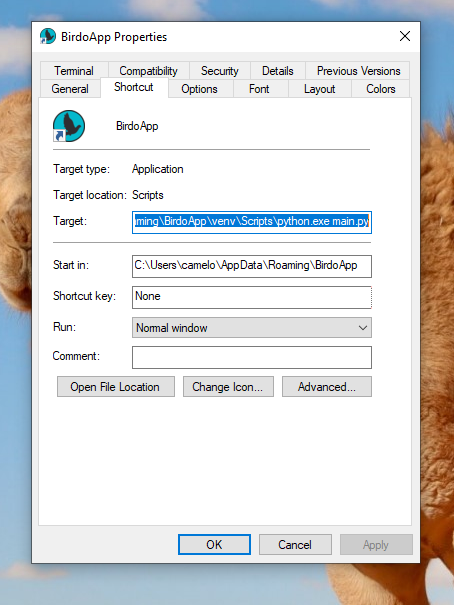 BirdoApp Properties
Terminal Compatibility Security Details Previous Versions
General Shortcut Options Font Layout Colors
BirdoApp
Target type: Application
Target location: Scripts
Target: aming\BirdoApp\venv\Scripts\python.exe main.py
Start in: C:\Users\camelo\AppData\Roaming\BirdoApp
Shortcut key: None
Run: Normal window
Comment:
Open File Location Change Icon... Advanced...
OK Cancel Apply